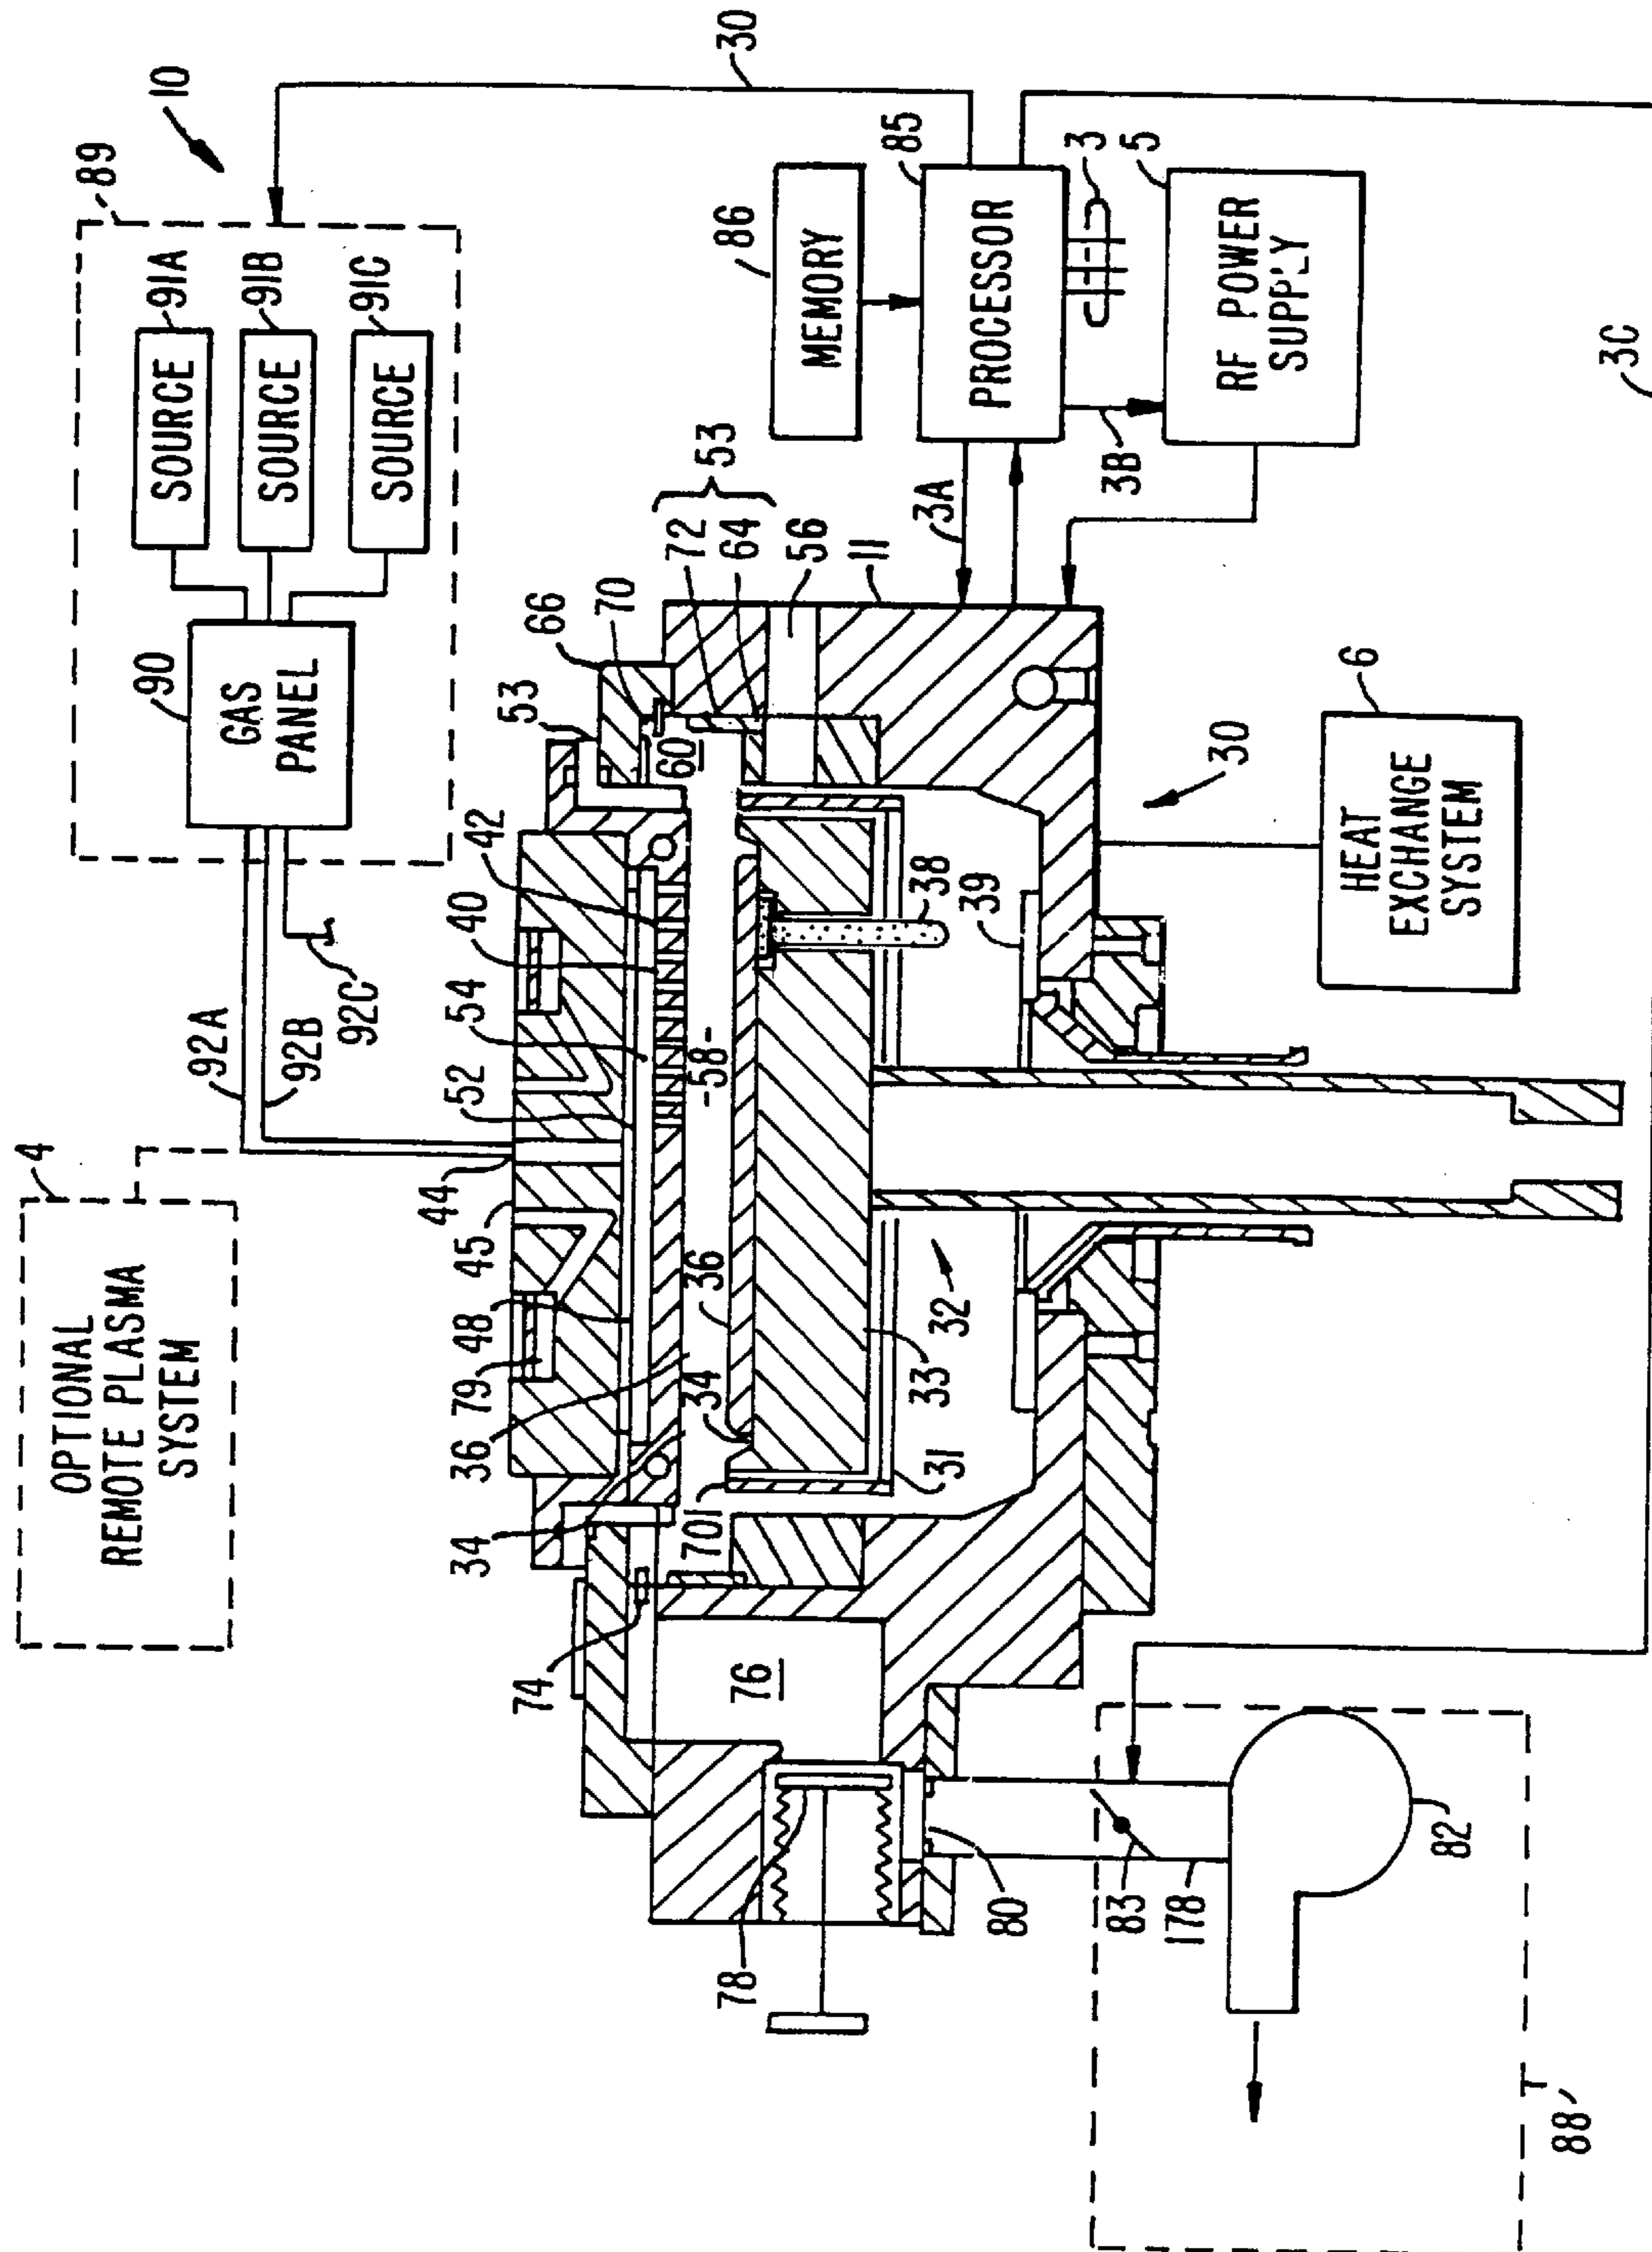 OPTIONAL
REMOTE PLASMA
SYSTEM
4
92A
92B
92C
90
GAS
PANEL
SOURCE
91A
SOURCE
91B
SOURCE
91C
89
10
30
34
36
79
48
45
44
52
54
40
42
53
66
70
72
64
53
56
11
60
-58-
74
76
701
34
36
31
33
32
38
39
30
86
MEMORY
85
PROCESSOR
3
3A
3B
5
RF POWER
SUPPLY
6
HEAT
EXCHANGE
SYSTEM
3C
78
80
83
178
82
88